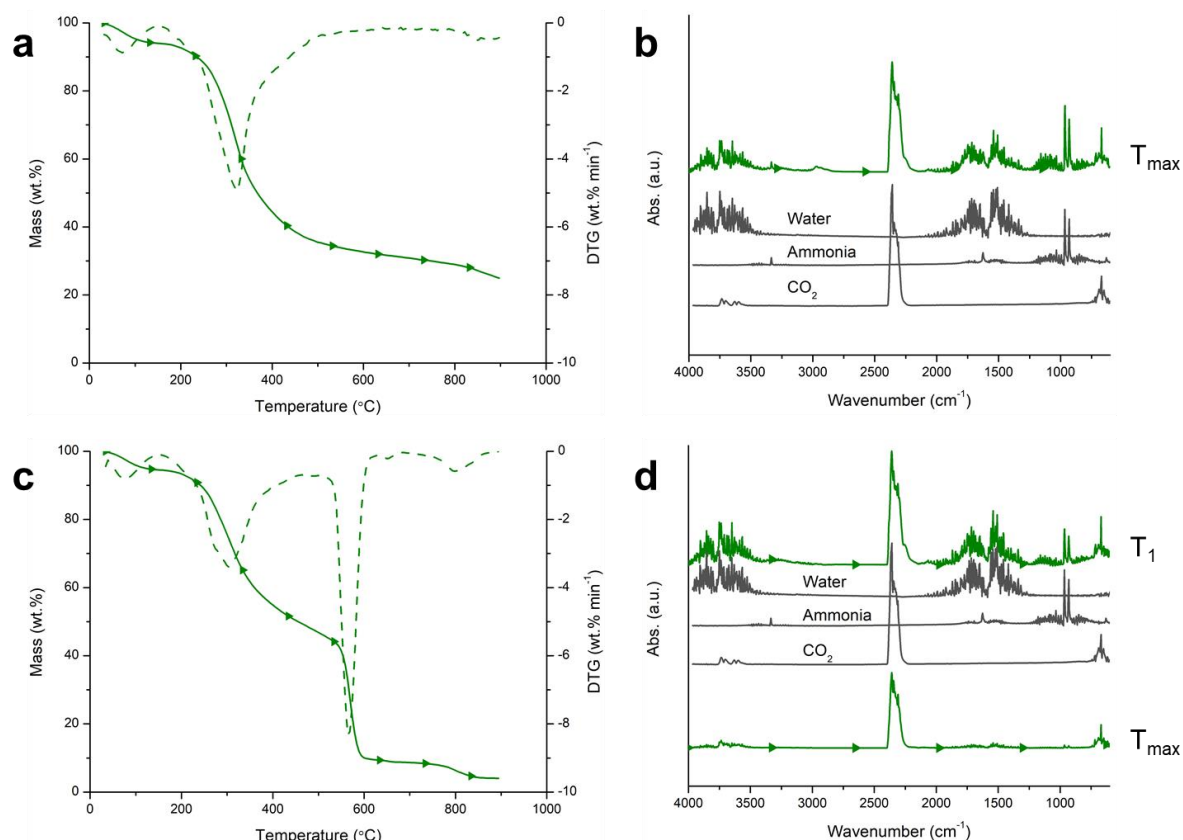 a
100
80
60
40
20
0
Mass (wt.%)
0
-2
-4
-6
-8
-10
DTG (wt.% min⁻¹)
0
200
400
600
800
1000
Temperature (°C)
b
Abs. (a.u.)
Water
Ammonia
CO₂
Tmax
4000
3500
3000
2500
2000
1500
1000
Wavenumber (cm⁻¹)
c
100
80
60
40
20
0
Mass (wt.%)
0
-2
-4
-6
-8
-10
DTG (wt.% min⁻¹)
0
200
400
600
800
1000
Temperature (°C)
d
Abs. (a.u.)
T₁
Water
Ammonia
CO₂
Tmax
4000
3500
3000
2500
2000
1500
1000
Wavenumber (cm⁻¹)